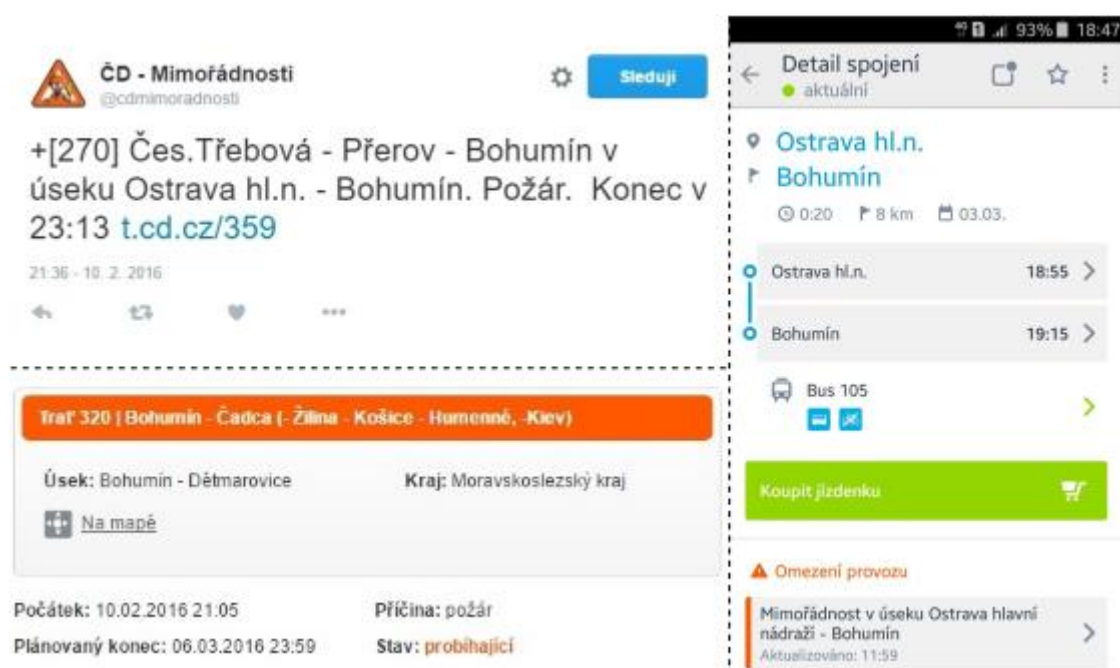 ČD - Mimořádnosti
@cdmimoradnosti
Sleduji
+[270] Čes.Třebová - Přerov - Bohumín v
úseku Ostrava hl.n. - Bohumín. Požár. Konec v
23:13 t.cd.cz/359
21:36 - 10. 2. 2016
Trať 320 | Bohumín - Čadca (- Žilina - Košice - Humenné, -Kiev)
Úsek: Bohumín - Dětmarovice
Kraj: Moravskoslezský kraj
Na mapě
Počátek: 10.02.2016 21:05
Příčina: požár
Plánovaný konec: 06.03.2016 23:59
Stav: probíhající
93% 18:47
Detail spojení
aktuální
Ostrava hl.n.
Bohumín
0:20 8 km 03.03.
Ostrava hl.n. 18:55
Bohumín 19:15
Bus 105
Koupit jízdenku
Omezení provozu
Mimořádnost v úseku Ostrava hlavní
nádraží - Bohumín
Aktualizováno: 11:59